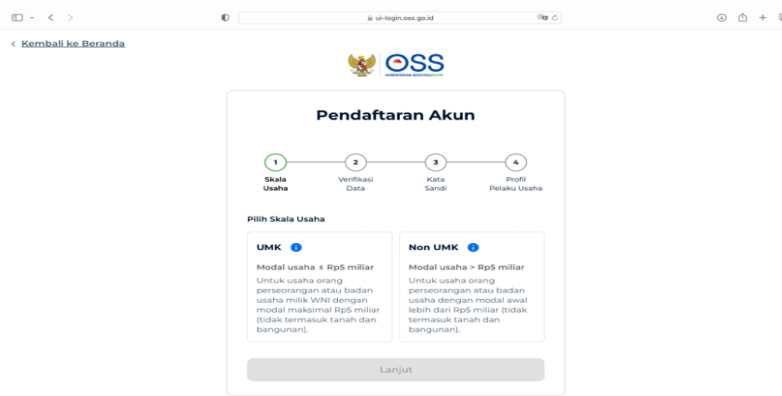 ui-login.oss.go.id
Kembali ke Beranda
OSS
Pendaftaran Akun
1
2
3
4
Skala Usaha
Verifikasi Data
Kata Sandi
Profil Pelaku Usaha
Pilih Skala Usaha
UMK
Modal usaha ≤ Rp5 miliar
Untuk usaha orang
perseorangan atau badan
usaha milik WNI dengan
modal maksimal Rp5 miliar
(tidak termasuk tanah dan
bangunan).
Non UMK
Modal usaha > Rp5 miliar
Untuk usaha orang
perseorangan atau badan
usaha dengan modal awal
lebih dari Rp5 miliar (tidak
termasuk tanah dan
bangunan).
Lanjut